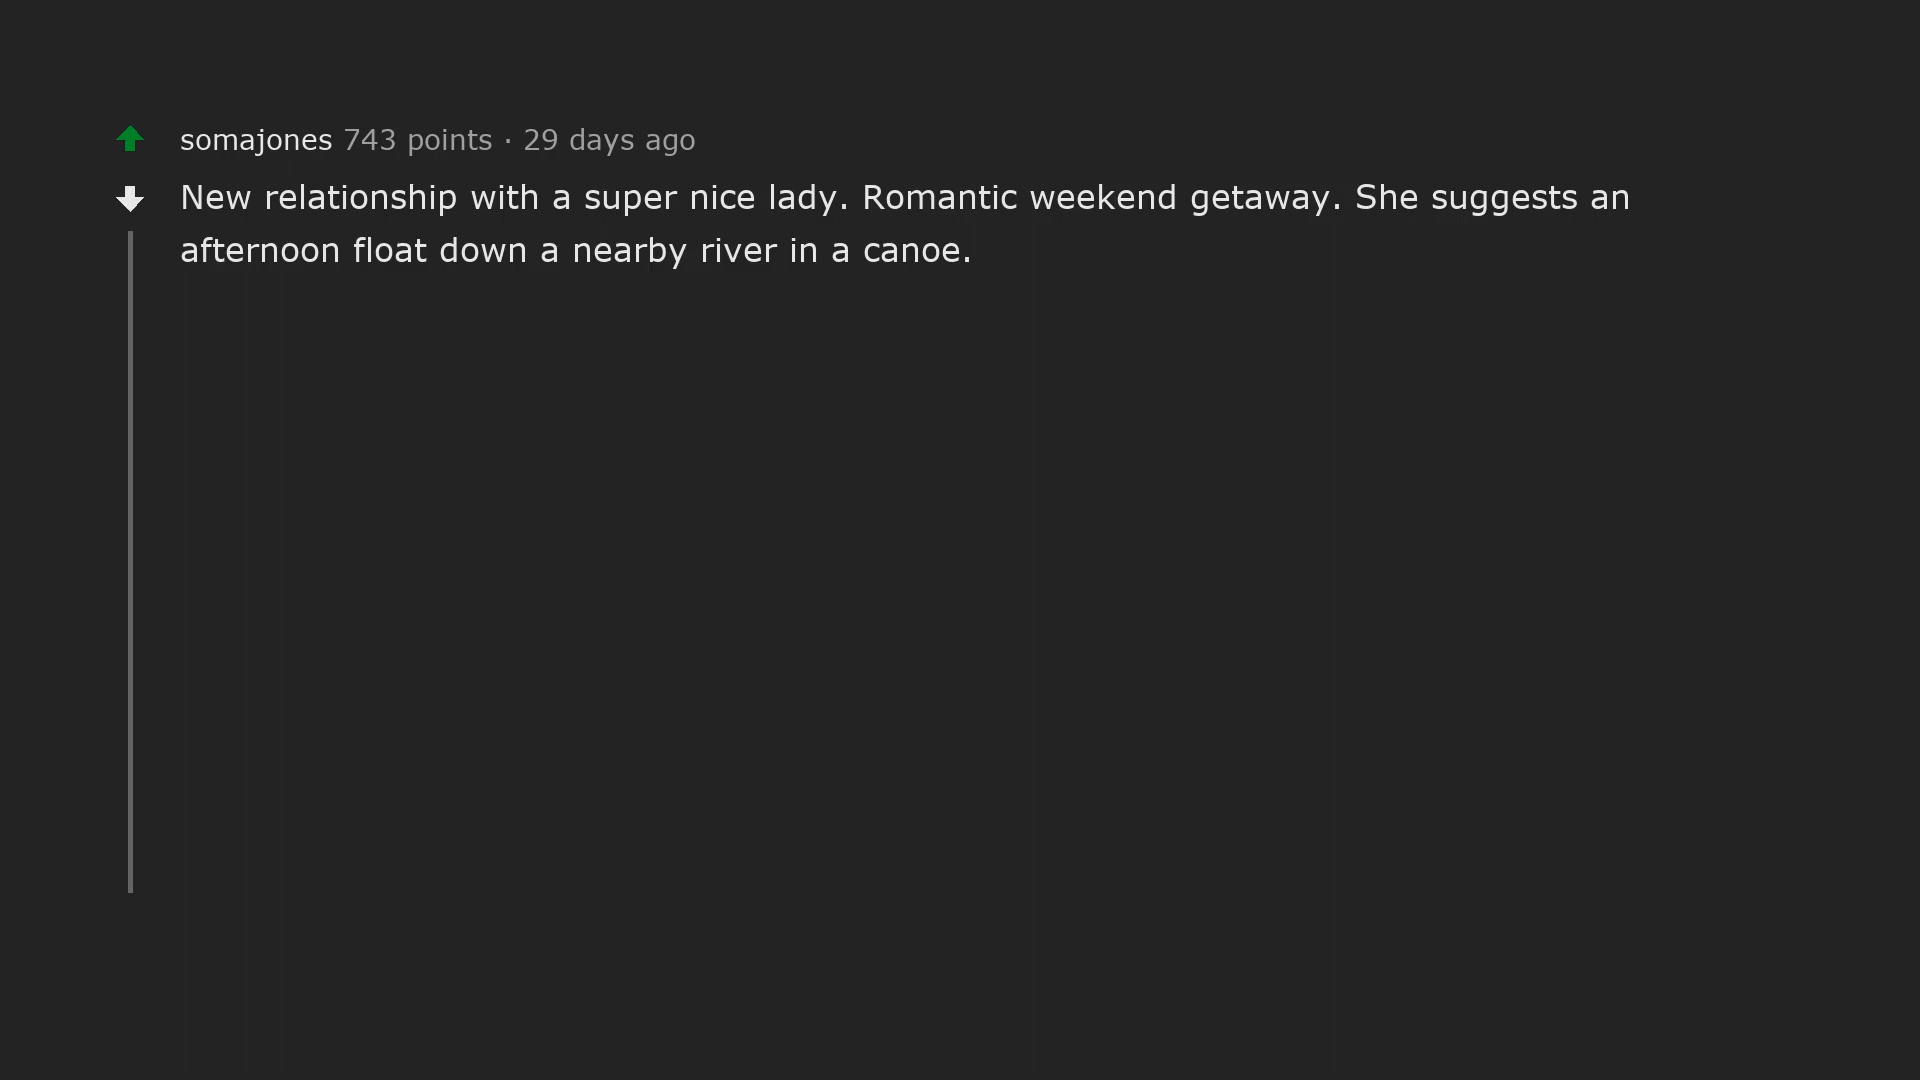 somajones 743 points · 29 days ago
New relationship with a super nice lady. Romantic weekend getaway. She suggests an
afternoon float down a nearby river in a canoe.